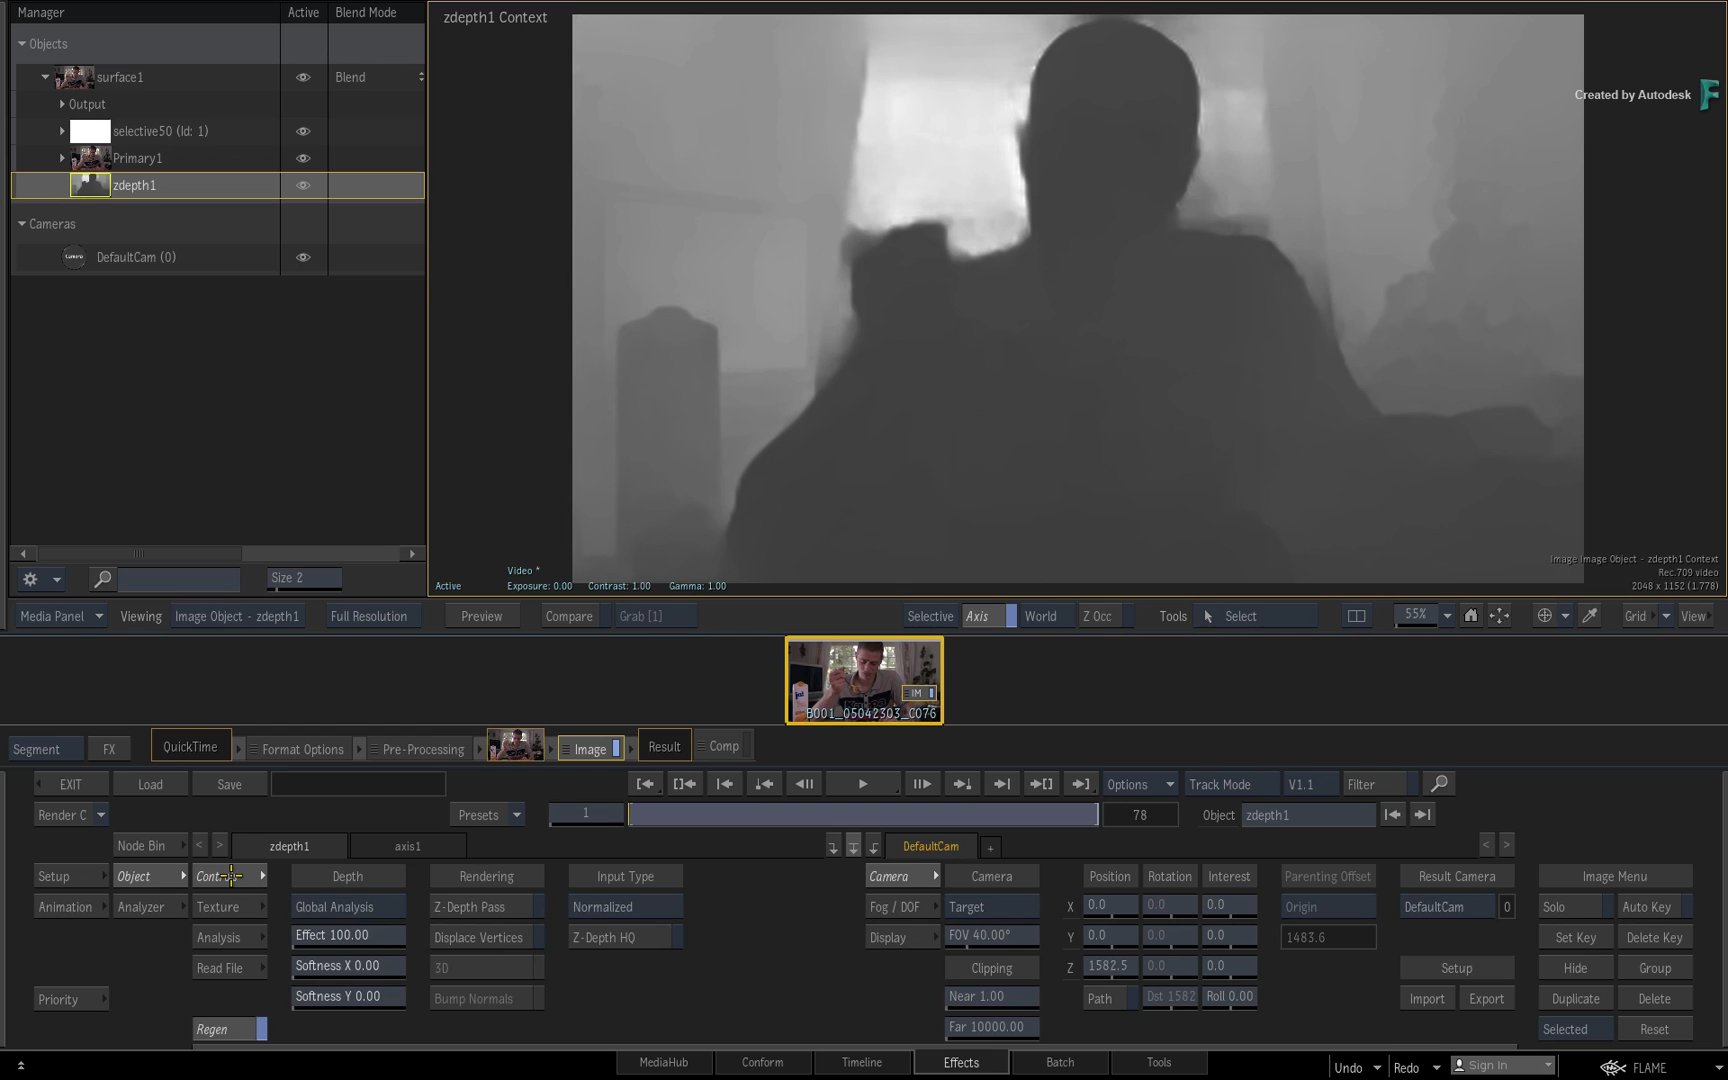 Manager Active Blend Mode
zdepth1 Context
Objects
surface1 Blend
Output
selective50 (Id: 1)
Primary1
zdepth1
Cameras
Camera DefaultCam (0)
Created by Autodesk
Size 2
Video *
Active Exposure: 0.00 Contrast: 1.00 Gamma: 1.00
Image Image Object - zdepth1 Context
Rec.709 video
2048 x 1152 (1.778)
Media Panel Viewing Image Object - zdepth1 Full Resolution Preview Compare Grab [1] Selective Axis World Z Occ Tools Select 55% Grid View
IM
B001_05042303_C076
Segment FX QuickTime Format Options Pre-Processing Image Result Comp
EXIT Load Save Options Track Mode V1.1 Filter
Render C Presets 1 78 Object zdepth1
Node Bin < > zdepth1 axis1 DefaultCam + < >
Setup Object Depth Rendering Input Type Camera Camera Position Rotation Interest Parenting Offset Result Camera Image Menu
Animation Analyzer Texture Global Analysis Z-Depth Pass Normalized Fog / DOF Target X 0.0 0.0 0.0 Origin DefaultCam 0 Solo Auto Key
Analysis Effect 100.00 Displace Vertices Z-Depth HQ Display FOV 40.00° Y 0.0 0.0 0.0 1483.6 Set Key Delete Key
Read File Softness X 0.00 3D Clipping Z 1582.5 0.0 0.0 Setup Hide Group
Priority Softness Y 0.00 Bump Normals Near 1.00 Path Dst 1582 Roll 0.00 Import Export Duplicate Delete
Regen Far 10000.00 Selected Reset
MediaHub Conform Timeline Effects Batch Tools Undo Redo Sign In FLAME